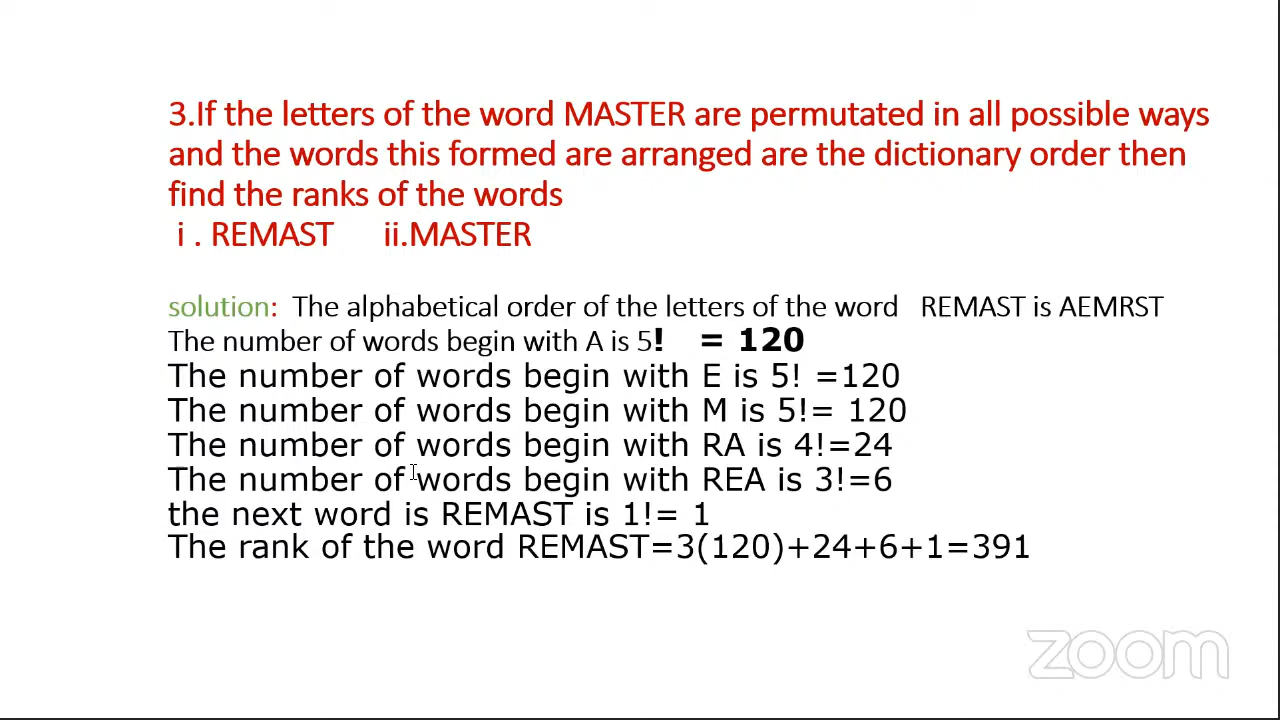 3.If the letters of the word MASTER are permutated in all possible ways
and the words this formed are arranged are the dictionary order then
find the ranks of the words
i . REMAST ii.MASTER
solution: The alphabetical order of the letters of the word REMAST is AEMRST
The number of words begin with A is 5! = 120
The number of words begin with E is 5! =120
The number of words begin with M is 5!= 120
The number of words begin with RA is 4!=24
The number of words begin with REA is 3!=6
the next word is REMAST is 1!= 1
The rank of the word REMAST=3(120)+24+6+1=391
zoom